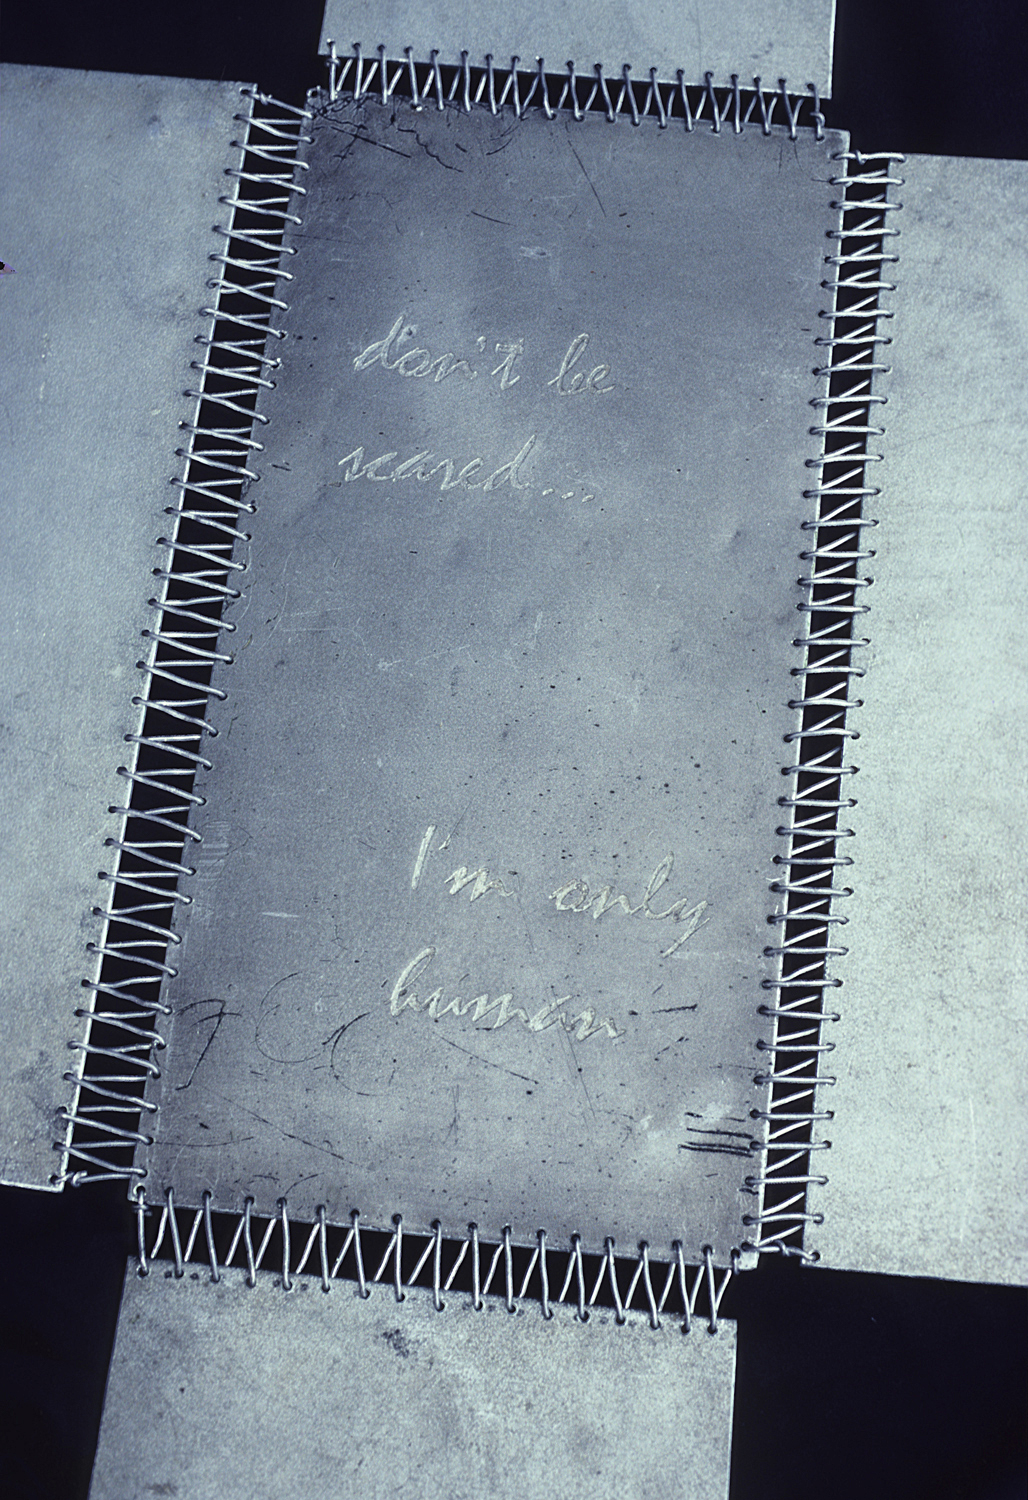 don't be
scared...
I'm only
human